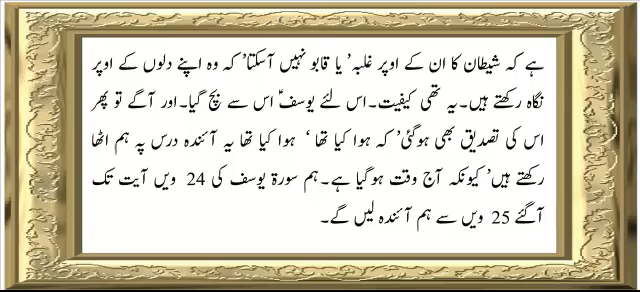 ہے کہ شیطان کا ان کے اوپر غلبہ’ یا قابو نہیں آسکتا’ کہ وہ اپنے دلوں کے اوپر
نگاہ رکھتے ہیں۔یہ تھی کیفیت۔اس لئے یوسفؑ اس سے بچ گیا۔اور آگے تو پھر
اس کی تصدیق بھی ہوگئی’ کہ ہوا کیا تھا‘ ہوا کیا تھا یہ آئندہ درس پہ ہم اٹھا
رکھتے ہیں’ کیونکہ آج وقت ہوگیا ہے۔ہم سورۃ یوسف کی 24 ویں آیت تک
آگئے 25 ویں سے ہم آئندہ لیں گے۔